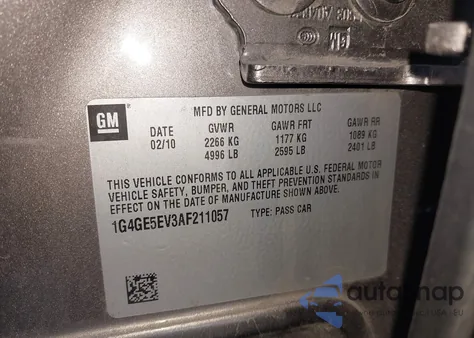 GM
MFD BY GENERAL MOTORS LLC
DATE GVWR GAWR FRT GAWR RR
02/10 2266 KG 1177 KG 1089 KG
4996 LB 2595 LB 2401 LB
THIS VEHICLE CONFORMS TO ALL APPLICABLE U.S. FEDERAL MOTOR
VEHICLE SAFETY, BUMPER, AND THEFT PREVENTION STANDARDS IN
EFFECT ON THE DATE OF MANUFACTURE SHOWN ABOVE.
1G4GE5EV3AF211057 TYPE: PASS CAR